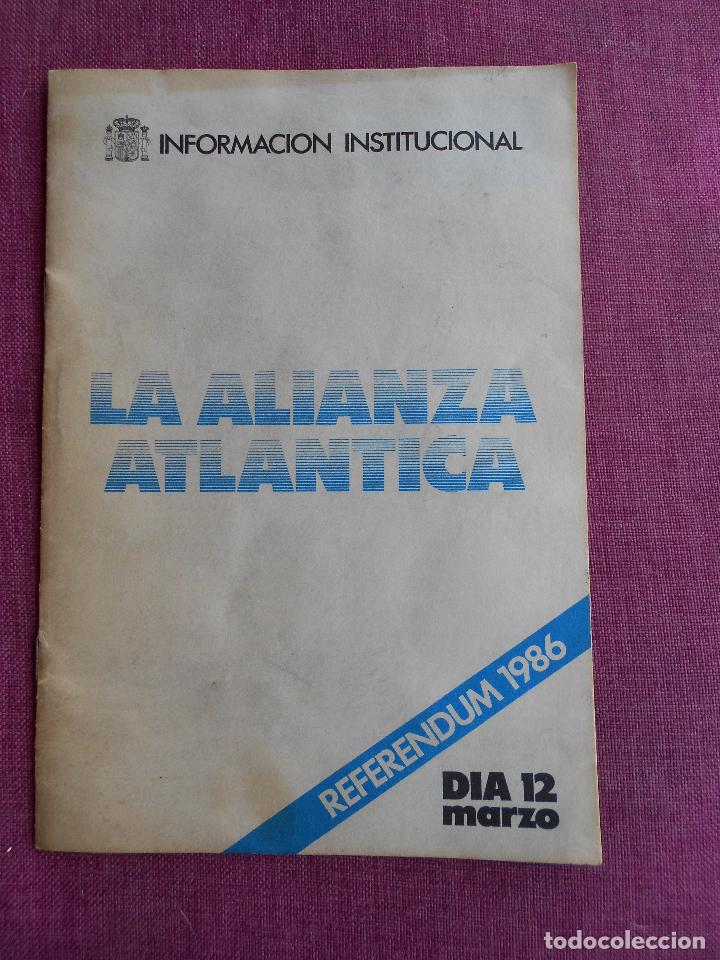 INFORMACION INSTITUCIONAL
LA ALIANZA
ATLANTICA
REFERENDUM 1986
DIA 12
marzo
todocoleccion